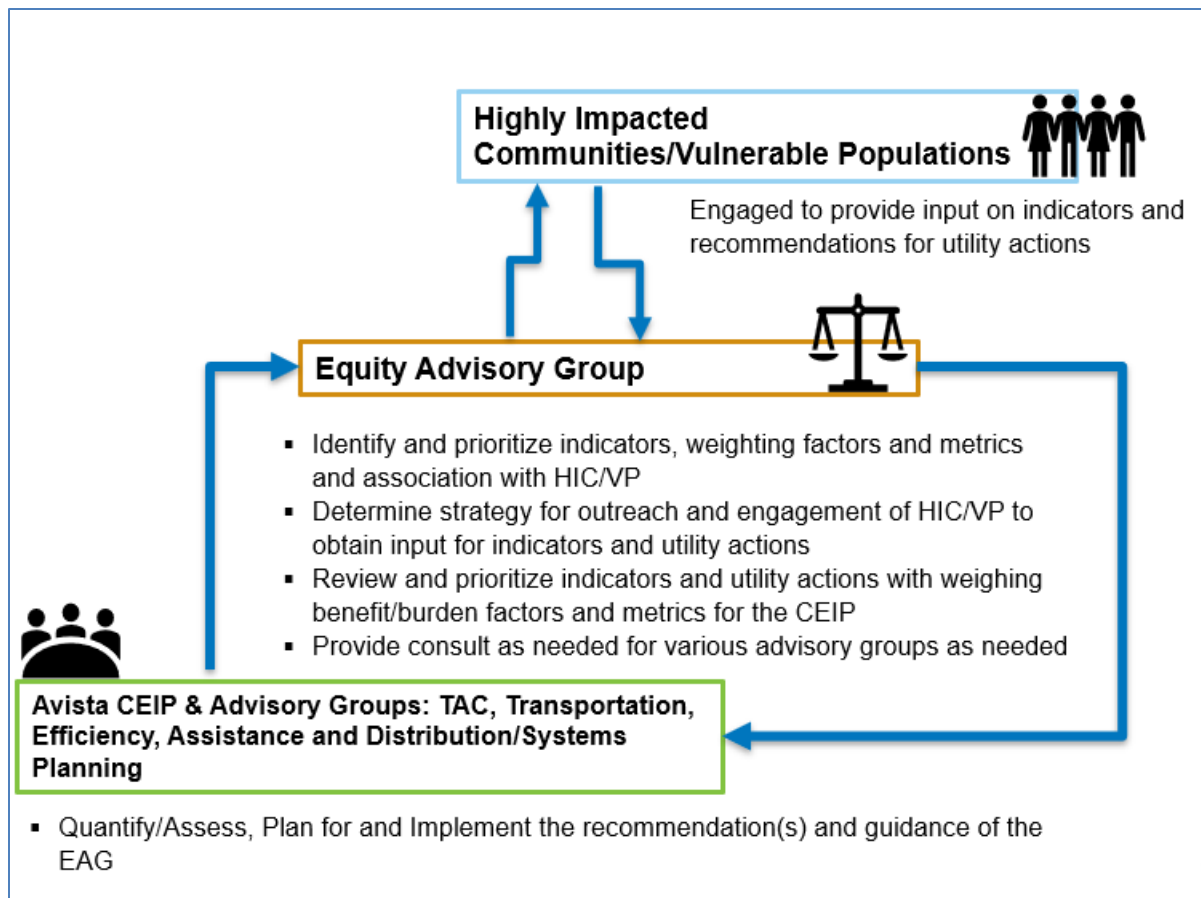 Highly Impacted
Communities/Vulnerable Populations
Engaged to provide input on indicators and
recommendations for utility actions
Equity Advisory Group
▪ Identify and prioritize indicators, weighting factors and metrics
and association with HIC/VP
▪ Determine strategy for outreach and engagement of HIC/VP to
obtain input for indicators and utility actions
▪ Review and prioritize indicators and utility actions with weighing
benefit/burden factors and metrics for the CEIP
▪ Provide consult as needed for various advisory groups as needed
Avista CEIP & Advisory Groups: TAC, Transportation,
Efficiency, Assistance and Distribution/Systems
Planning
▪ Quantify/Assess, Plan for and Implement the recommendation(s) and guidance of the
EAG